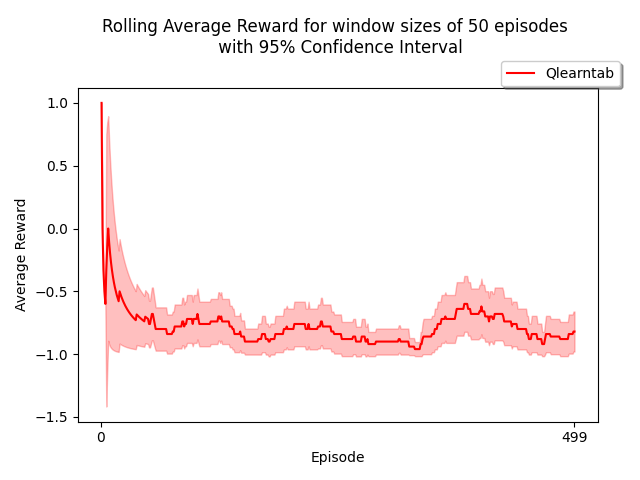 Rolling Average Reward for window sizes of 50 episodes
with 95% Confidence Interval
Qlearntab
1.0
0.5
0.0
−0.5
−1.0
−1.5
Average Reward
0
499
Episode